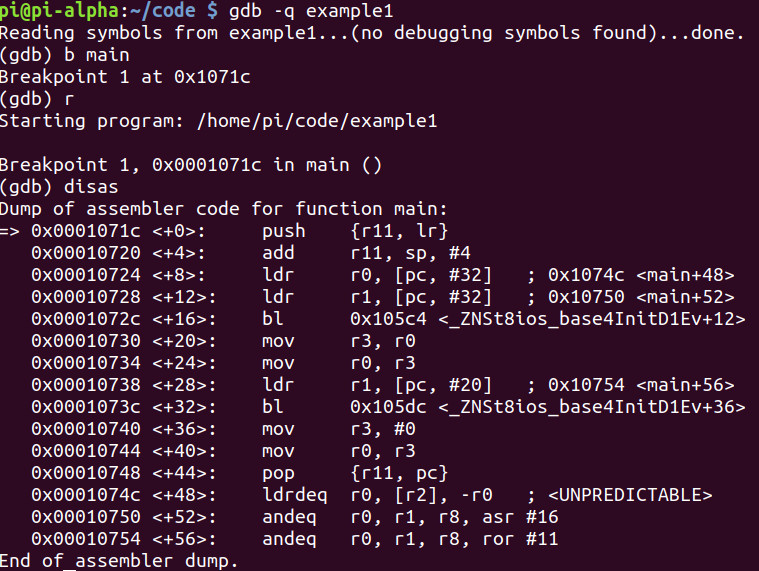 pi@pi-alpha:~/code $ gdb -q example1
Reading symbols from example1...(no debugging symbols found)...done.
(gdb) b main
Breakpoint 1 at 0x1071c
(gdb) r
Starting program: /home/pi/code/example1

Breakpoint 1, 0x0001071c in main ()
(gdb) disas
Dump of assembler code for function main:
=> 0x0001071c <+0>:     push    {r11, lr}
   0x00010720 <+4>:     add     r11, sp, #4
   0x00010724 <+8>:     ldr     r0, [pc, #32]   ; 0x1074c <main+48>
   0x00010728 <+12>:    ldr     r1, [pc, #32]   ; 0x10750 <main+52>
   0x0001072c <+16>:    bl      0x105c4 <_ZNSt8ios_base4InitD1Ev+12>
   0x00010730 <+20>:    mov     r3, r0
   0x00010734 <+24>:    mov     r0, r3
   0x00010738 <+28>:    ldr     r1, [pc, #20]   ; 0x10754 <main+56>
   0x0001073c <+32>:    bl      0x105dc <_ZNSt8ios_base4InitD1Ev+36>
   0x00010740 <+36>:    mov     r3, #0
   0x00010744 <+40>:    mov     r0, r3
   0x00010748 <+44>:    pop     {r11, pc}
   0x0001074c <+48>:    ldrdeq  r0, [r2], -r0   ; <UNPREDICTABLE>
   0x00010750 <+52>:    andeq   r0, r1, r8, asr #16
   0x00010754 <+56>:    andeq   r0, r1, r8, ror #11
End of assembler dump.